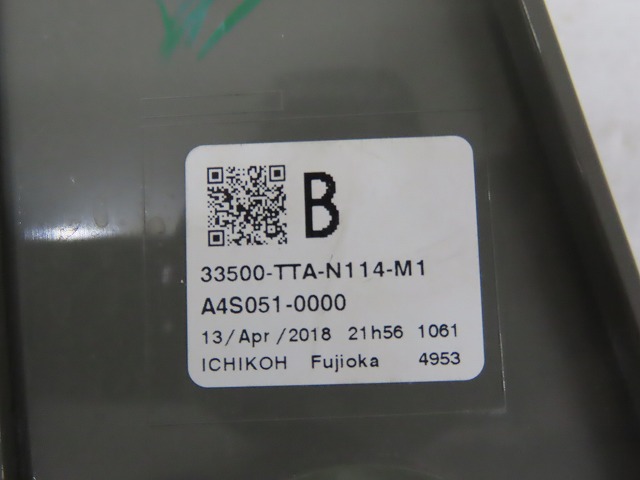 B
33500-TTA-N114-M1
A4S051-0000
13/Apr/2018 21h56 1061
ICHIKOH Fujioka 4953